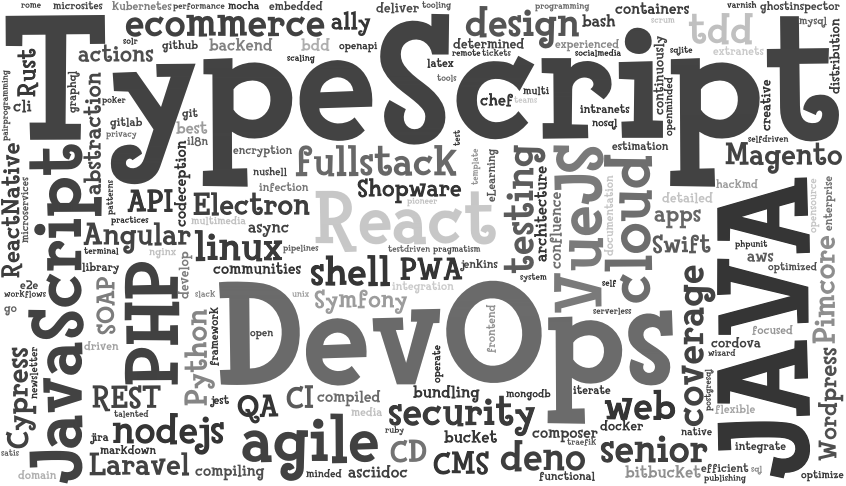 rome
microsites
Kubernetes
performance
mocha
embedded
deliver
tooling
programming
containers
varnish
ghostinspector
ecommerce
ally
design
bash
scrum
tdd
mysql
solr
github
backend
bdd
openapi
determined
experienced
socialmedia
continuously
sqlite
extranets
distribution
actions
scaling
remote
tickets
latex
tools
Rust
TypeScript
pairprogramming
cli
graphql
poker
chef
multi
teams
intranets
nosql
openminded
creative
abstraction
gitlab
git
privacy
best
i18n
codeception
encryption
nushell
infection
fullstack
test
template
eLearning
estimation
selfdriven
Magento
ReactNative
microservices
JavaScript
patterns
practices
API
Electron
multimedia
Shopware
pioneer
React
testing
architecture
confluence
VueJS
documentation
cloud
detailed
hackmd
opensource
enterprise
apps
Angular
terminal
nginx
async
linux
pipelines
testdriven
pragmatism
Swift
phpunit
aws
optimized
JAVA
library
develop
communities
shell
PWA
jenkins
system
self
e2e
workflows
go
SOAP
PHP
slack
unix
Symfony
integration
serverless
coverage
Pimcore
driven
Python
framework
open
DevOps
frontend
operate
focused
cordova
wizard
Cypress
newsletter
REST
talented
jest
QA
CI
compiled
media
bundling
mongodb
iterate
postgresql
flexible
Wordpress
satis
jira
markdown
nodejs
agile
ruby
security
composer
traefik
docker
web
native
domain
Laravel
compiling
minded
asciidoc
CD
bucket
CMS
deno
functional
senior
bitbucket
efficient
sql
publishing
integrate
optimize